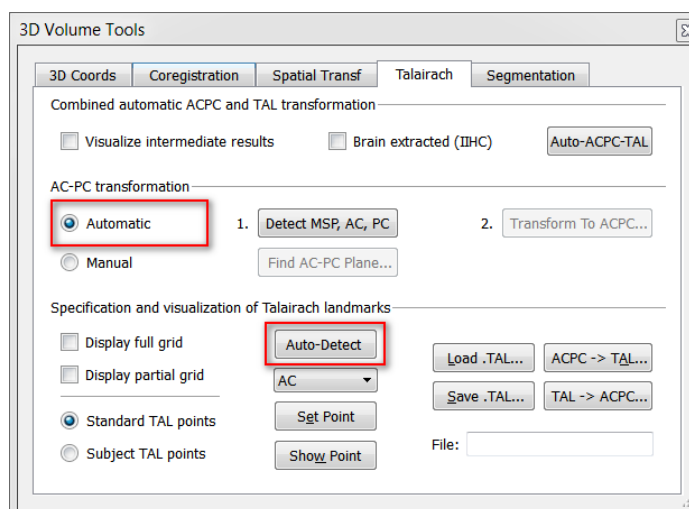 3D Volume Tools
3D Coords Coregistration Spatial Transf Talairach Segmentation
Combined automatic ACPC and TAL transformation
Visualize intermediate results Brain extracted (IIHC) Auto-ACPC-TAL
AC-PC transformation
Automatic 1. Detect MSP, AC, PC 2. Transform To ACPC...
Manual Find AC-PC Plane...
Specification and visualization of Talairach landmarks
Display full grid Auto-Detect Load .TAL... ACPC -> TAL...
Display partial grid AC Save .TAL... TAL -> ACPC...
Standard TAL points Set Point
Subject TAL points Show Point File: